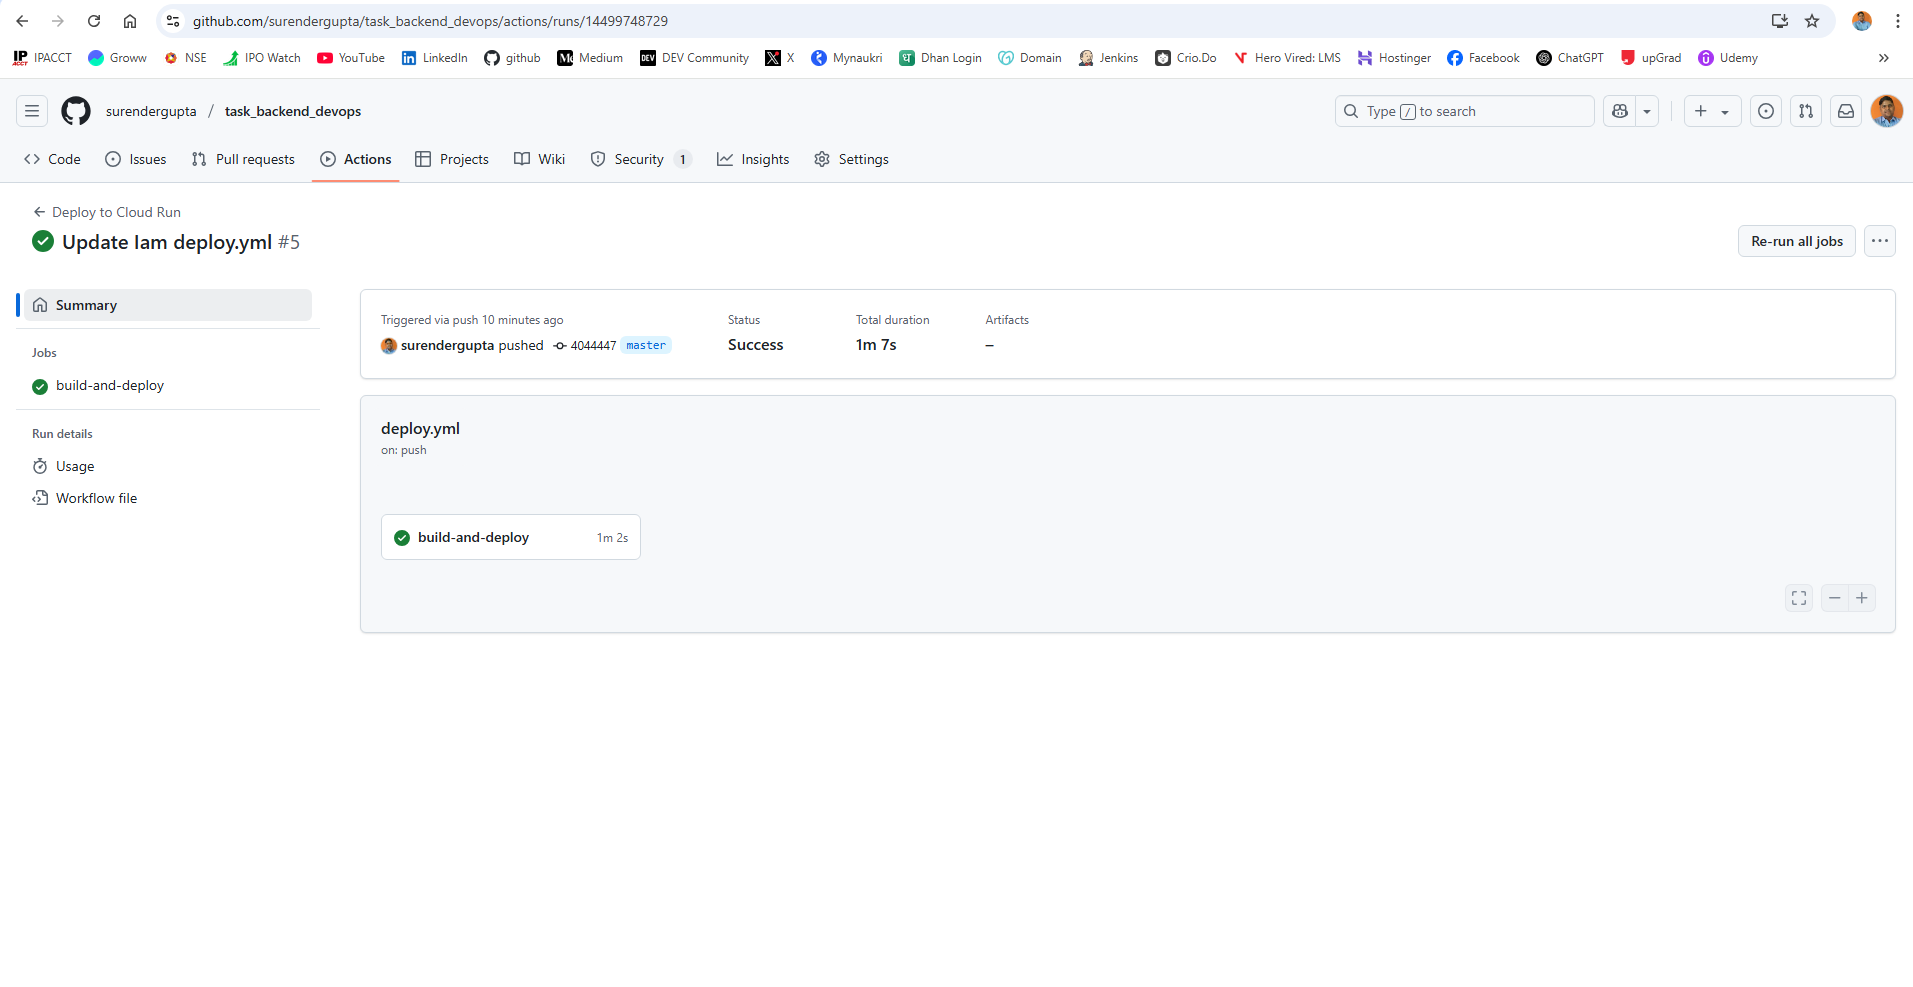 github.com/surendergupta/task_backend_devops/actions/runs/14499748729
IPACCT Groww NSE IPO Watch YouTube LinkedIn github Medium DEV Community X Mynaukri Dhan Login Domain Jenkins Crio.Do Hero Vired: LMS Hostinger Facebook ChatGPT upGrad Udemy
surendergupta / task_backend_devops
Type / to search
Code Issues Pull requests Actions Projects Wiki Security 1 Insights Settings
Deploy to Cloud Run
Update Iam deploy.yml #5
Re-run all jobs
Summary
Jobs
build-and-deploy
Run details
Usage
Workflow file
Triggered via push 10 minutes ago
surendergupta pushed 4044447 master
Status
Success
Total duration
1m 7s
Artifacts
–
deploy.yml
on: push
build-and-deploy 1m 2s